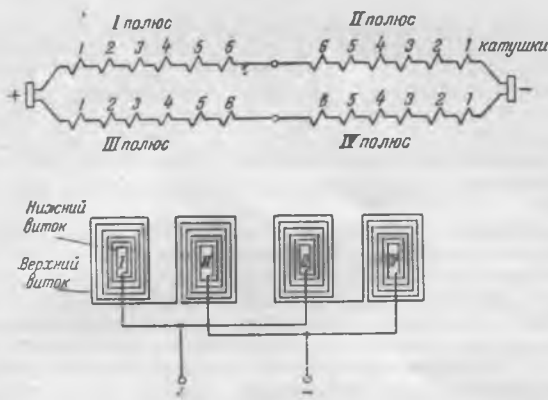 I полюс II полюс
1 2 3 4 5 6 6 5 4 3 2 1 катушки
+ −
1 2 3 4 5 6 6 5 4 3 2 1
III полюс IV полюс
Нижний
виток
Верхний
виток
I II